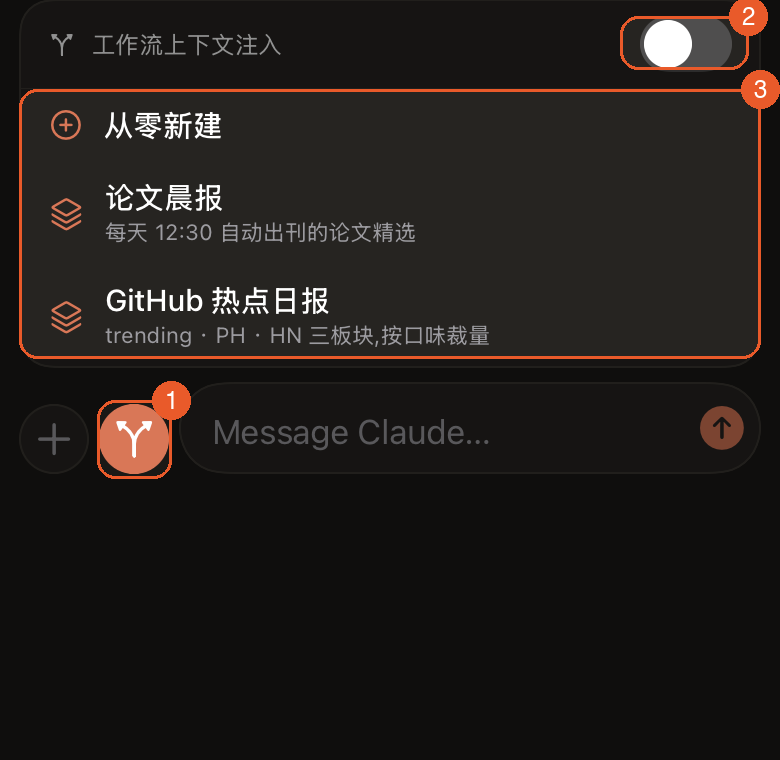 工作流上下文注入
2
3
从零新建
论文晨报
每天 12:30 自动出刊的论文精选
GitHub 热点日报
trending · PH · HN 三板块,按口味裁量
1
Message Claude...